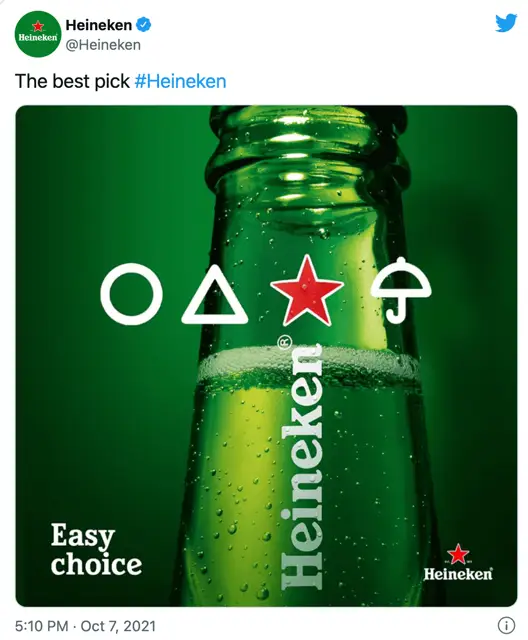 Heineken
Heineken
@Heineken
The best pick #Heineken
Heineken®
Easy
choice
Heineken®
5:10 PM · Oct 7, 2021